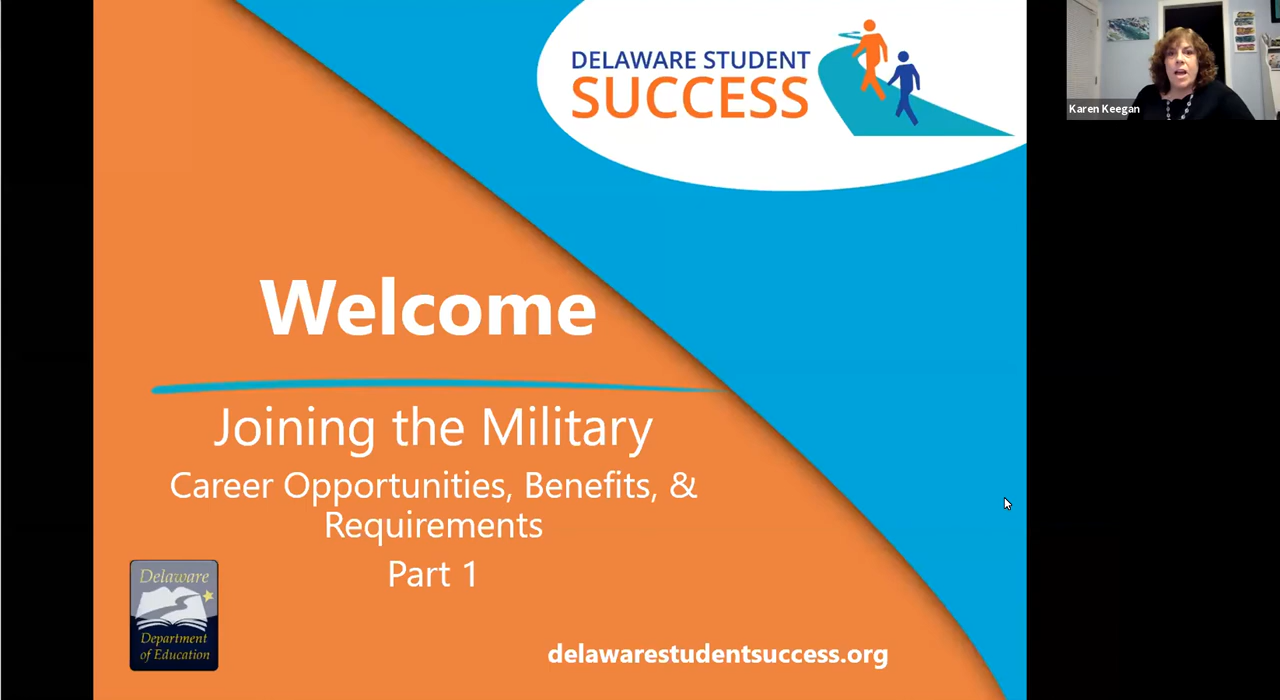 DELAWARE STUDENT
SUCCESS
Karen Keegan
Welcome
Joining the Military
Career Opportunities, Benefits, &
Requirements
Part 1
Delaware
Department
of Education
delawarestudentsuccess.org